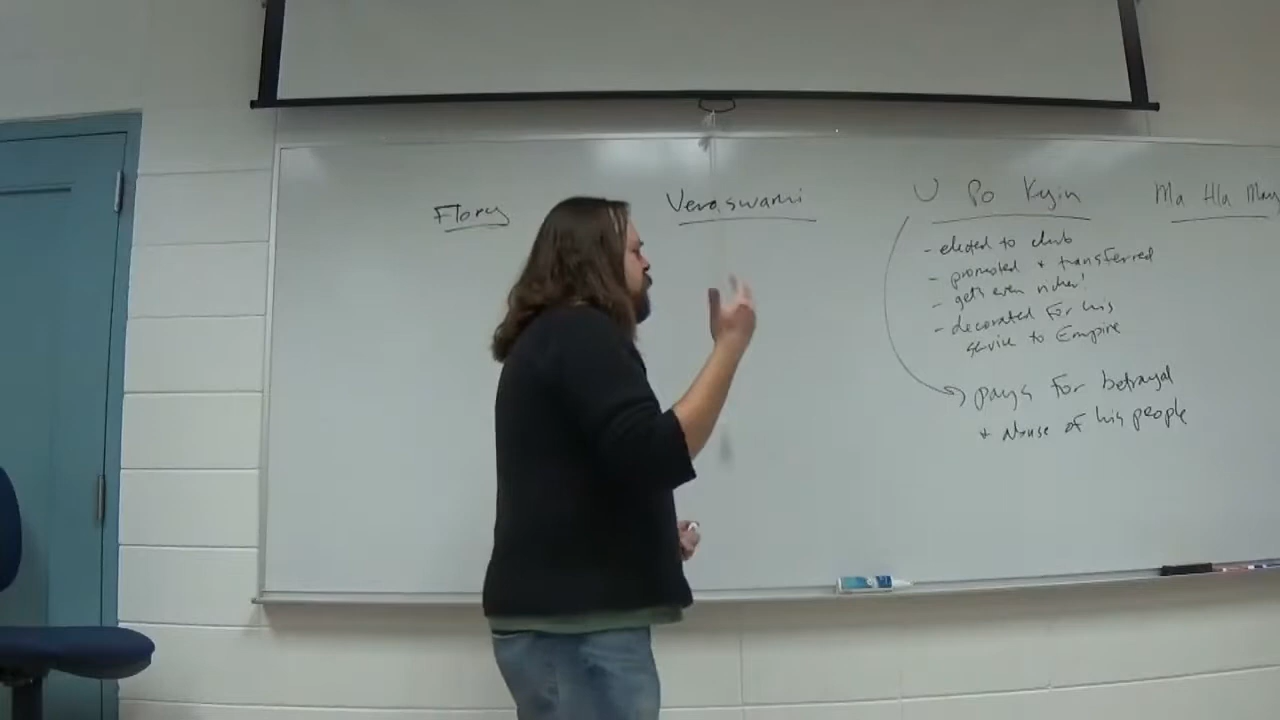 Flory
Veraswami
U Po Kyin
- elected to club
- promoted + transferred
- gets even richer!
- decorated for his
service to Empire
pays for betrayal
+ abuse of his people
Ma Hla May